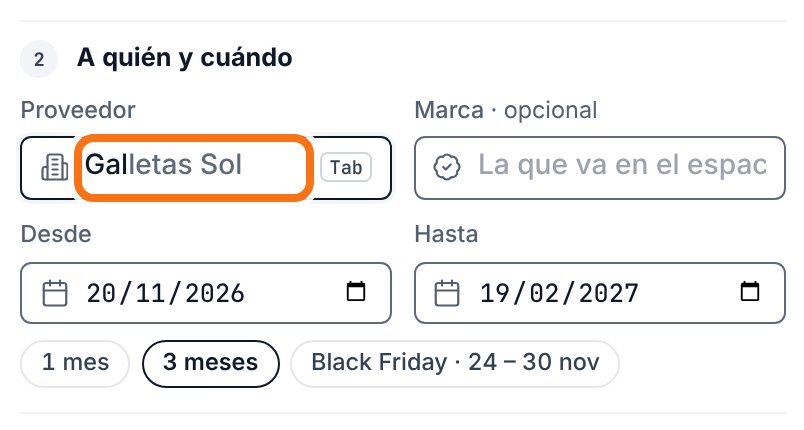 2 A quién y cuándo
Proveedor
Marca · opcional
Galletas Sol Tab
La que va en el espac
Desde
Hasta
20/11/2026
19/02/2027
1 mes 3 meses Black Friday · 24 – 30 nov